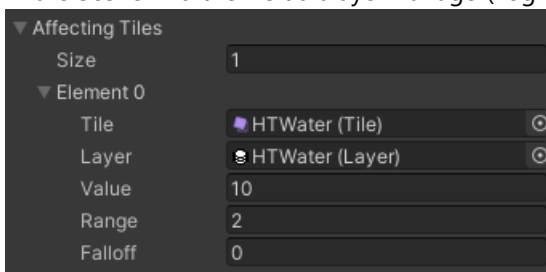 Affecting Tiles
Size 1
Element 0
Tile HTWater (Tile)
Layer HTWater (Layer)
Value 10
Range 2
Falloff 0